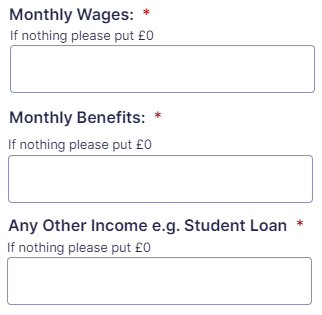 Monthly Wages: *
If nothing please put £0
Monthly Benefits: *
If nothing please put £0
Any Other Income e.g. Student Loan *
If nothing please put £0